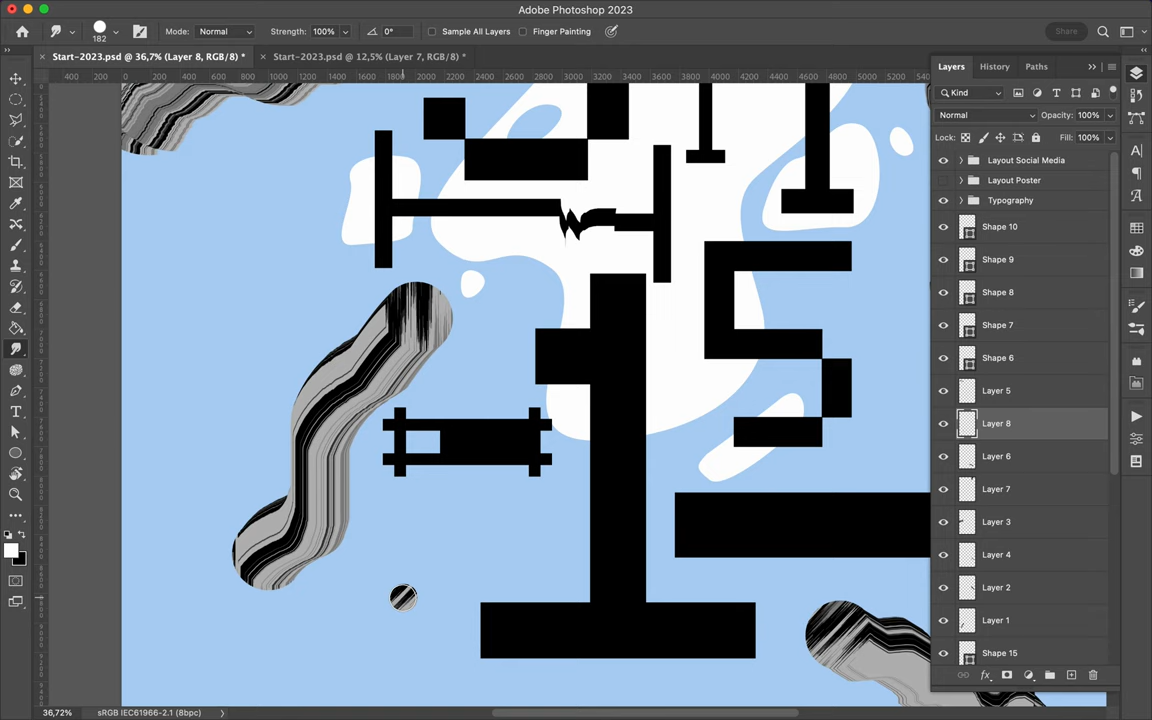 Adobe Photoshop 2023
182
Mode: Normal
Strength: 100%
0°
Sample All Layers
Finger Painting
Share
Start-2023.psd @ 36,7% (Layer 8, RGB/8) *
Start-2023.psd @ 12,5% (Layer 7, RGB/8) *
400 200 0 200 400 600 800 1000 1200 1400 1600 1800 2000 2200 2400 2600 2800 3000 3200 3400 3600 3800 4000 4200 4400 4600 4800 5000 5200
Layers History Paths
Kind
Normal
Opacity: 100%
Lock:
Fill: 100%
Layout Social Media
Layout Poster
Typography
Shape 10
Shape 9
Shape 8
Shape 7
Shape 6
Layer 5
Layer 8
Layer 6
Layer 7
Layer 3
Layer 4
Layer 2
Layer 1
Shape 15
36,72%
sRGB IEC61966-2.1 (8bpc)